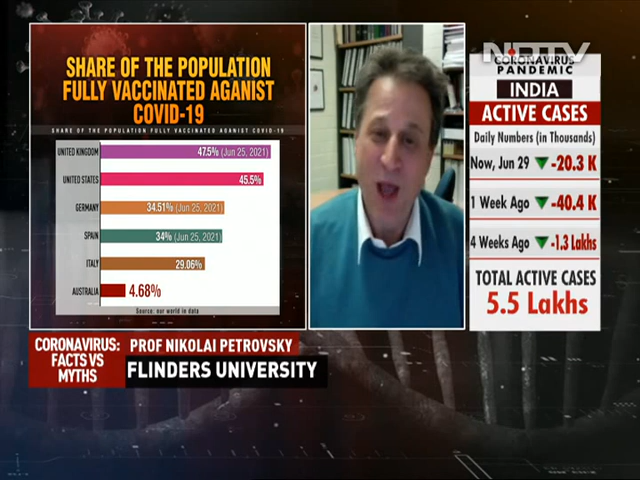 SHARE OF THE POPULATION
FULLY VACCINATED AGANIST
COVID-19
SHARE OF THE POPULATION FULLY VACCINATED AGANIST COVID-19
UNITED KINGDOM 47.5% (Jun 25, 2021)
UNITED STATES 45.5%
GERMANY 34.51% (Jun 25, 2021)
SPAIN 34% (Jun 25, 2021)
ITALY 29.06%
AUSTRALIA 4.68%
Source: our world in data
NDTV
CORONAVIRUS
PANDEMIC
INDIA
ACTIVE CASES
Daily Numbers (in Thousands)
Now, Jun 29 -20.3 K
1 Week Ago -40.4 K
4 Weeks Ago -1.3 Lakhs
TOTAL ACTIVE CASES
5.5 Lakhs
CORONAVIRUS:
FACTS VS
MYTHS
PROF NIKOLAI PETROVSKY
FLINDERS UNIVERSITY